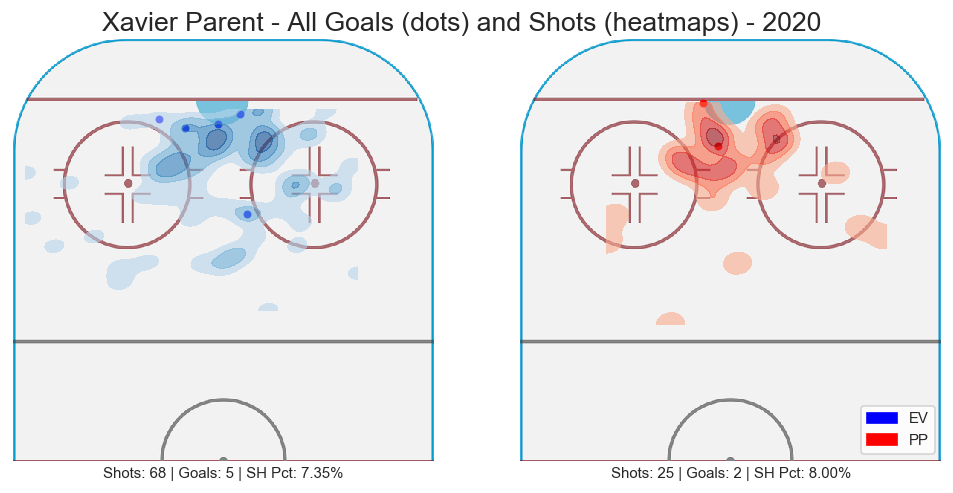 Xavier Parent - All Goals (dots) and Shots (heatmaps) - 2020
EV
PP
Shots: 68 | Goals: 5 | SH Pct: 7.35%
Shots: 25 | Goals: 2 | SH Pct: 8.00%